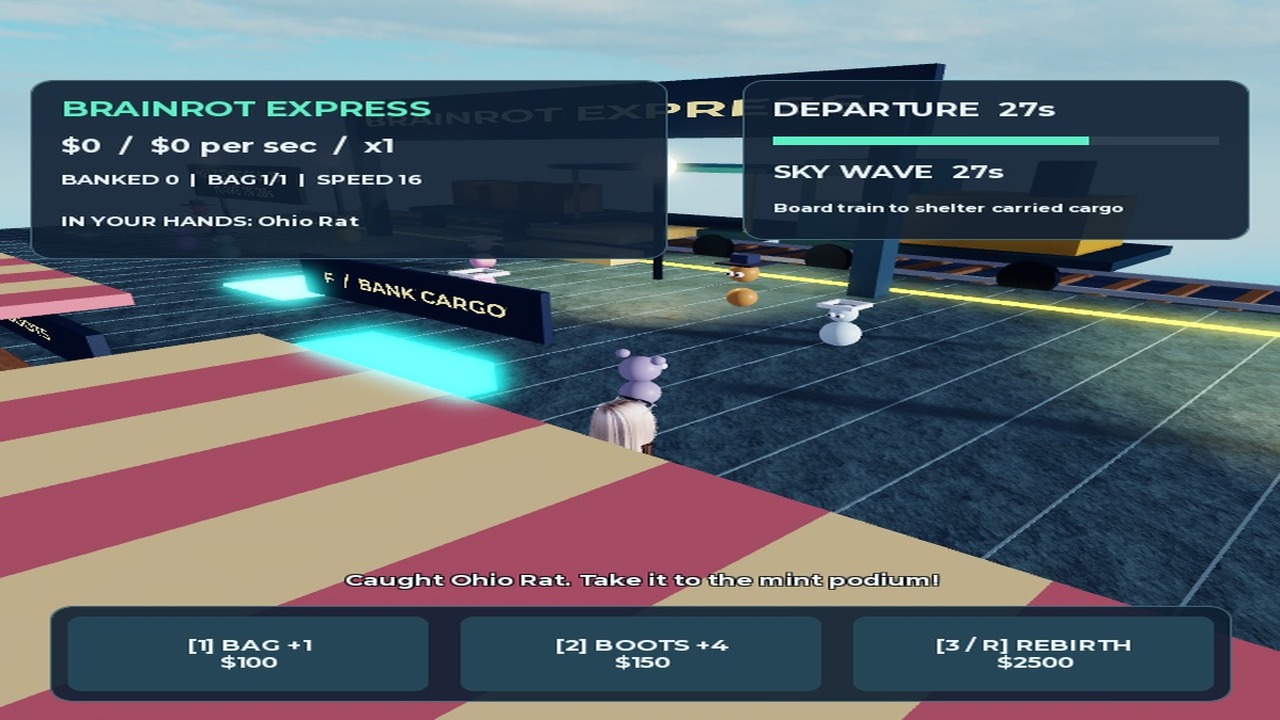 BRAINROT EXPRESS
$0 / $0 per sec / x1
BANKED 0 | BAG 1/1 | SPEED 16
IN YOUR HANDS: Ohio Rat
BRAINROT EXPRESS
DEPARTURE 27s
SKY WAVE 27s
Board train to shelter carried cargo
F / BANK CARGO
Caught Ohio Rat. Take it to the mint podium!
[1] BAG +1
$100
[2] BOOTS +4
$150
[3 / R] REBIRTH
$2500